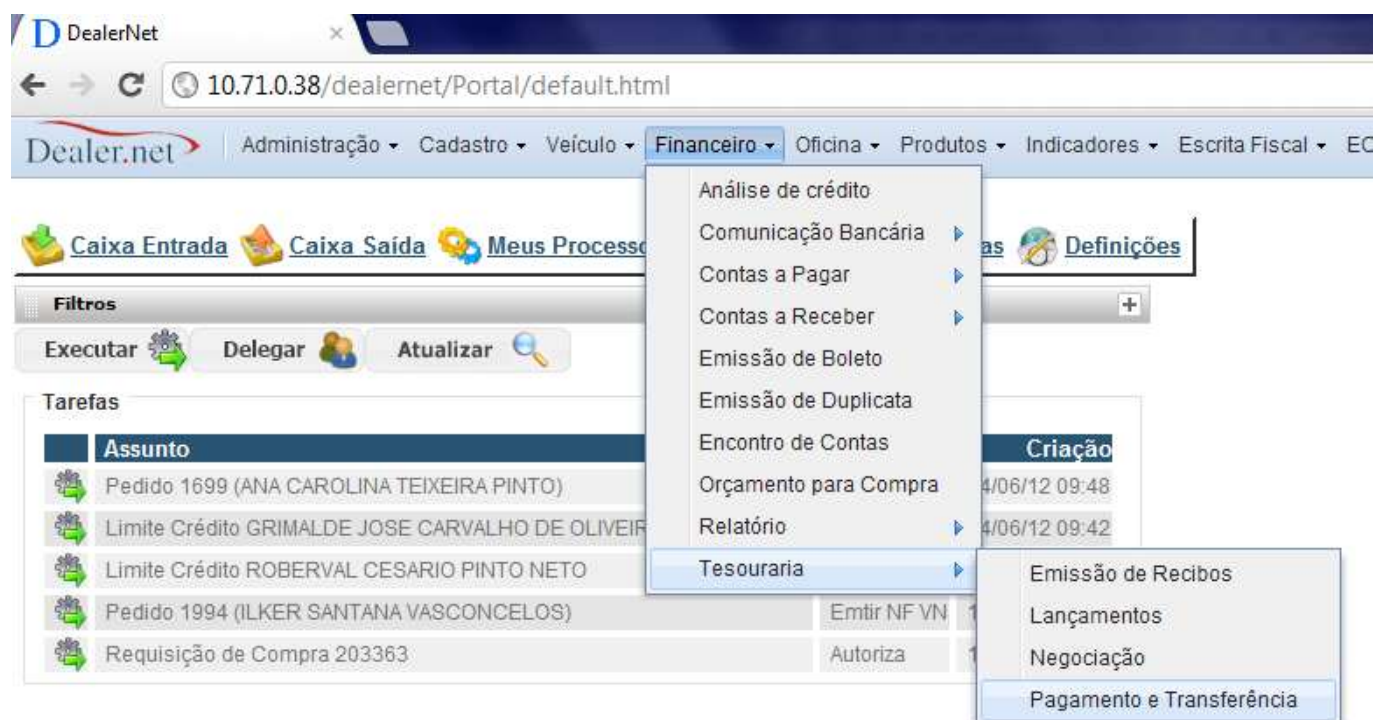 DealerNet
10.71.0.38/dealernet/Portal/default.html
Dealer.net Administração Cadastro Veículo Financeiro Oficina Produtos Indicadores Escrita Fiscal
Análise de crédito
Comunicação Bancária
Contas a Pagar
Contas a Receber
Emissão de Boleto
Emissão de Duplicata
Encontro de Contas
Orçamento para Compra
Relatório
Tesouraria
Emissão de Recibos
Lançamentos
Negociação
Pagamento e Transferência
Caixa Entrada Caixa Saída Meus Definições
Filtros
Executar Delegar Atualizar
Tarefas
Assunto Criação
Pedido 1699 (ANA CAROLINA TEIXEIRA PINTO) 4/06/12 09:48
Limite Crédito GRIMALDE JOSE CARVALHO DE 4/06/12 09:42
Limite Crédito ROBERVAL CESARIO PINTO NETO
Pedido 1994 (ILKER SANTANA VASCONCELOS) Emtir NF VN 1
Requisição de Compra 203363 Autoriza 1